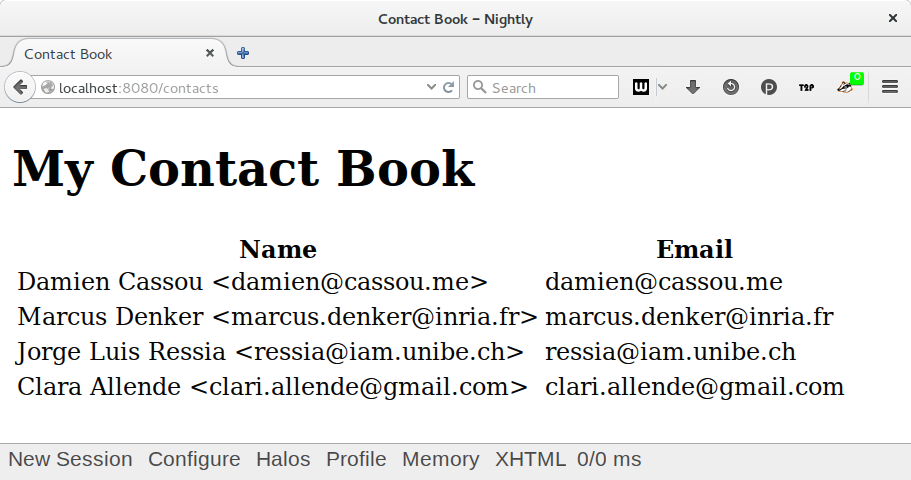 Contact Book – Nightly
Contact Book
localhost:8080/contacts
Search
W
P
T2P
0
My Contact Book
Name Email
Damien Cassou <damien@cassou.me> damien@cassou.me
Marcus Denker <marcus.denker@inria.fr> marcus.denker@inria.fr
Jorge Luis Ressia <ressia@iam.unibe.ch> ressia@iam.unibe.ch
Clara Allende <clari.allende@gmail.com> clari.allende@gmail.com
New Session Configure Halos Profile Memory XHTML 0/0 ms